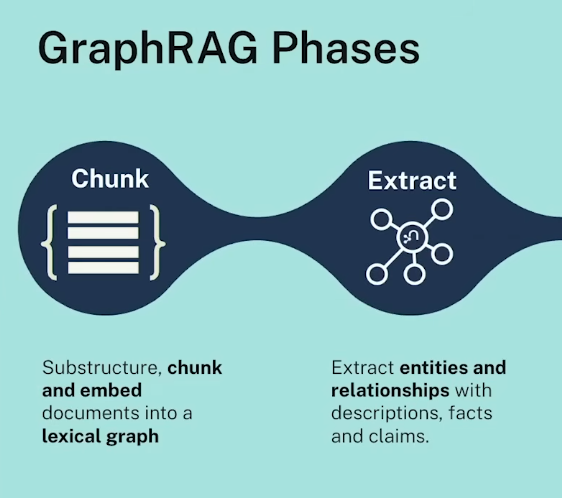 GraphRAG Phases
Chunk
Extract
Substructure, chunk
and embed
documents into a
lexical graph
Extract entities and
relationships with
descriptions, facts
and claims.